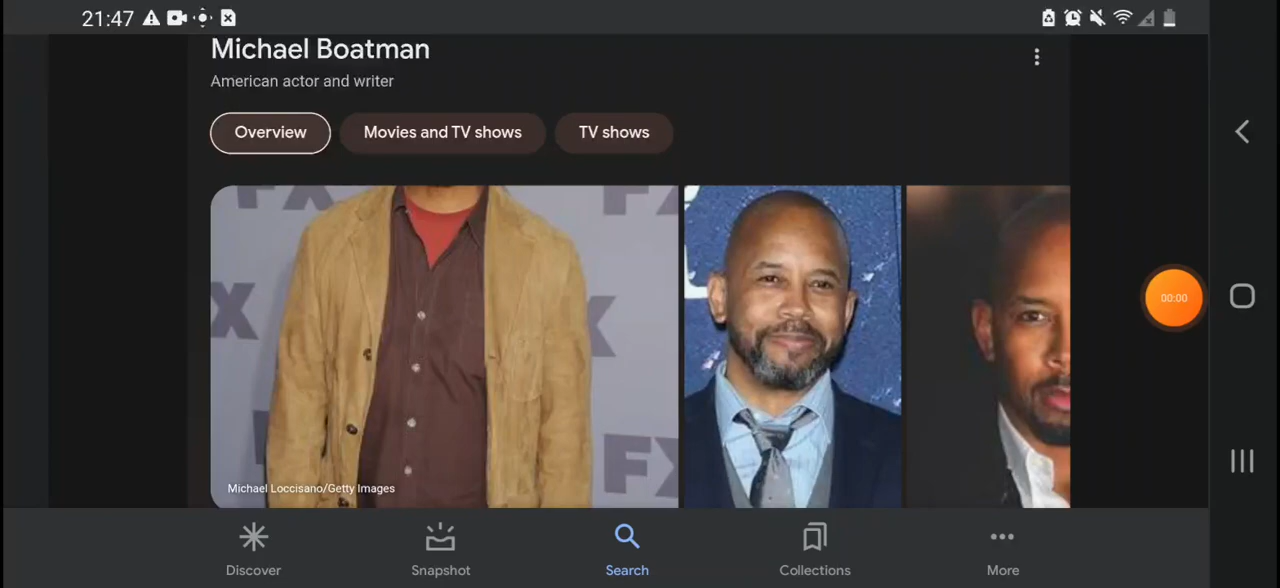 21:47
Michael Boatman
American actor and writer
Overview
Movies and TV shows
TV shows
FX
FX
X
FX
Michael Loccisano/Getty Images
00:00
Discover
Snapshot
Search
Collections
More